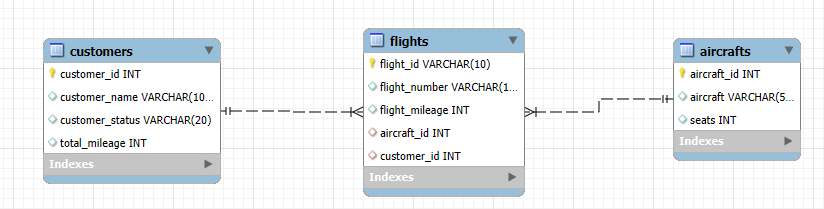 customers
customer_id INT
customer_name VARCHAR(10...
customer_status VARCHAR(20)
total_mileage INT
Indexes
flights
flight_id VARCHAR(10)
flight_number VARCHAR(1...
flight_mileage INT
aircraft_id INT
customer_id INT
Indexes
aircrafts
aircraft_id INT
aircraft VARCHAR(5...
seats INT
Indexes